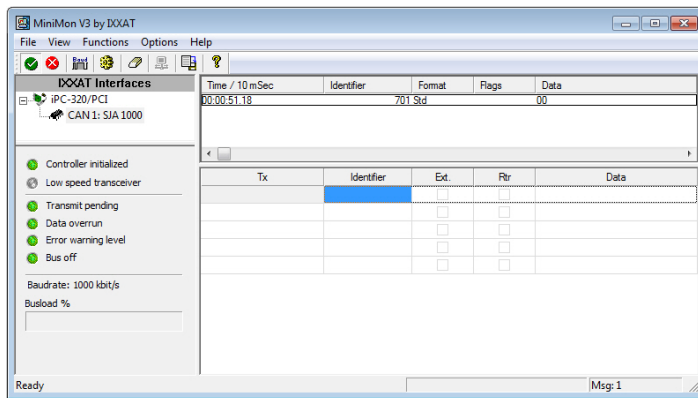 MiniMon V3 by IXXAT
File View Functions Options Help
IXXAT Interfaces
iPC-320/PCI
CAN 1: SJA 1000
Time / 10 mSec Identifier Format Flags Data
00:00:51.18 701 Std 00
Controller initialized
Low speed transceiver
Transmit pending
Data overrun
Error warning level
Bus off
Baudrate: 1000 kbit/s
Busload %
Tx Identifier Ext. Rtr Data
Ready Msg: 1